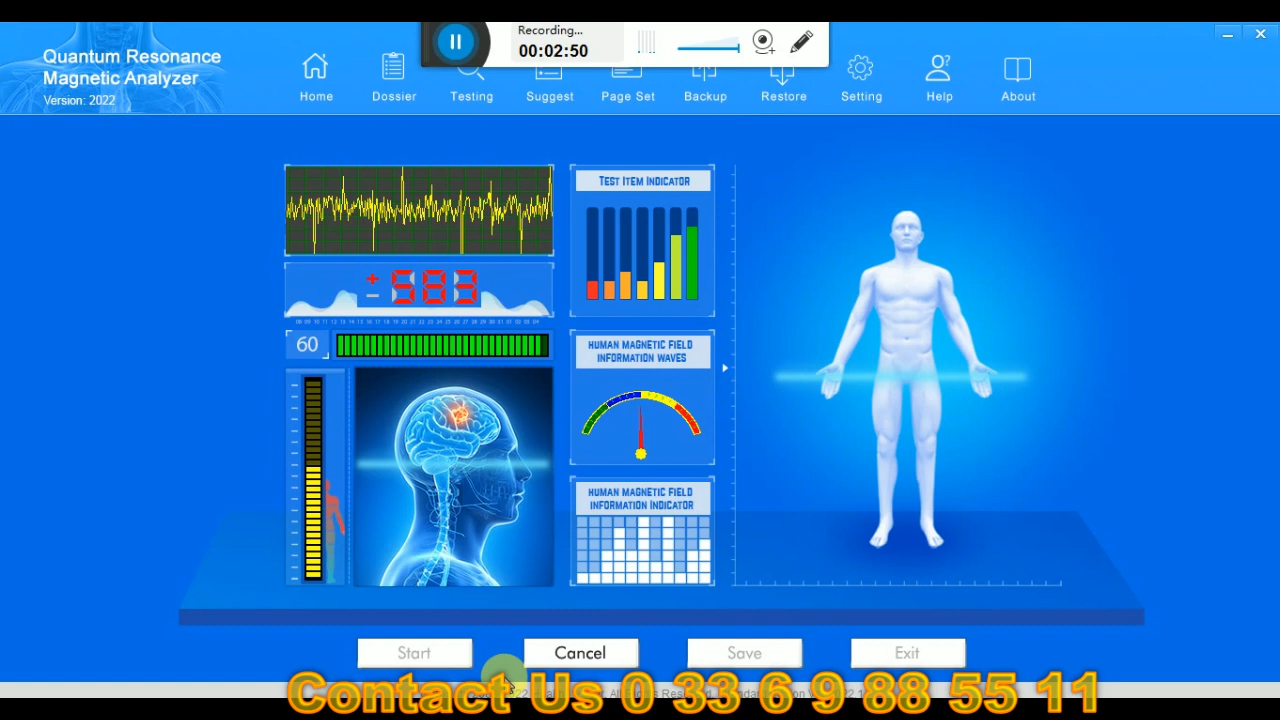 Recording...
00:02:50
Quantum Resonance
Magnetic Analyzer
Version: 2022
Home
Dossier
Testing
Suggest
Page Set
Backup
Restore
Setting
Help
About
TEST ITEM INDICATOR
+
- 583
60
HUMAN MAGNETIC FIELD
INFORMATION WAVES
HUMAN MAGNETIC FIELD
INFORMATION INDICATOR
Start
Cancel
Save
Exit
Contact Us 0 33 6 9 88 55 11